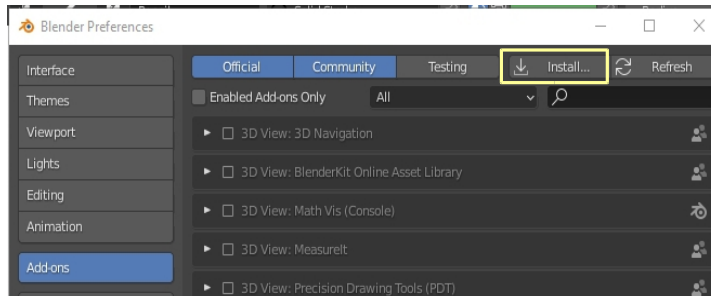 Blender Preferences
Interface
Themes
Viewport
Lights
Editing
Animation
Add-ons
Official Community Testing Install... Refresh
Enabled Add-ons Only All
3D View: 3D Navigation
3D View: BlenderKit Online Asset Library
3D View: Math Vis (Console)
3D View: MeasureIt
3D View: Precision Drawing Tools (PDT)